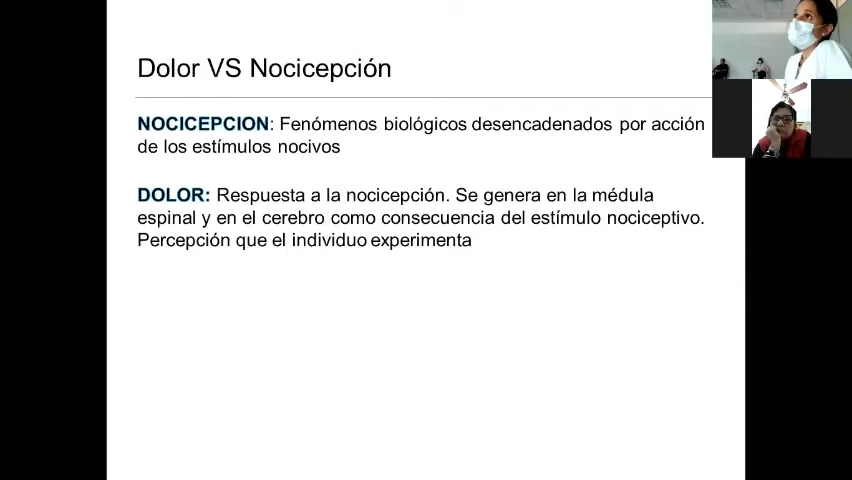 Dolor VS Nocicepción
NOCICEPCION: Fenómenos biológicos desencadenados por acción
de los estímulos nocivos
DOLOR: Respuesta a la nocicepción. Se genera en la médula
espinal y en el cerebro como consecuencia del estímulo nociceptivo.
Percepción que el individuo experimenta